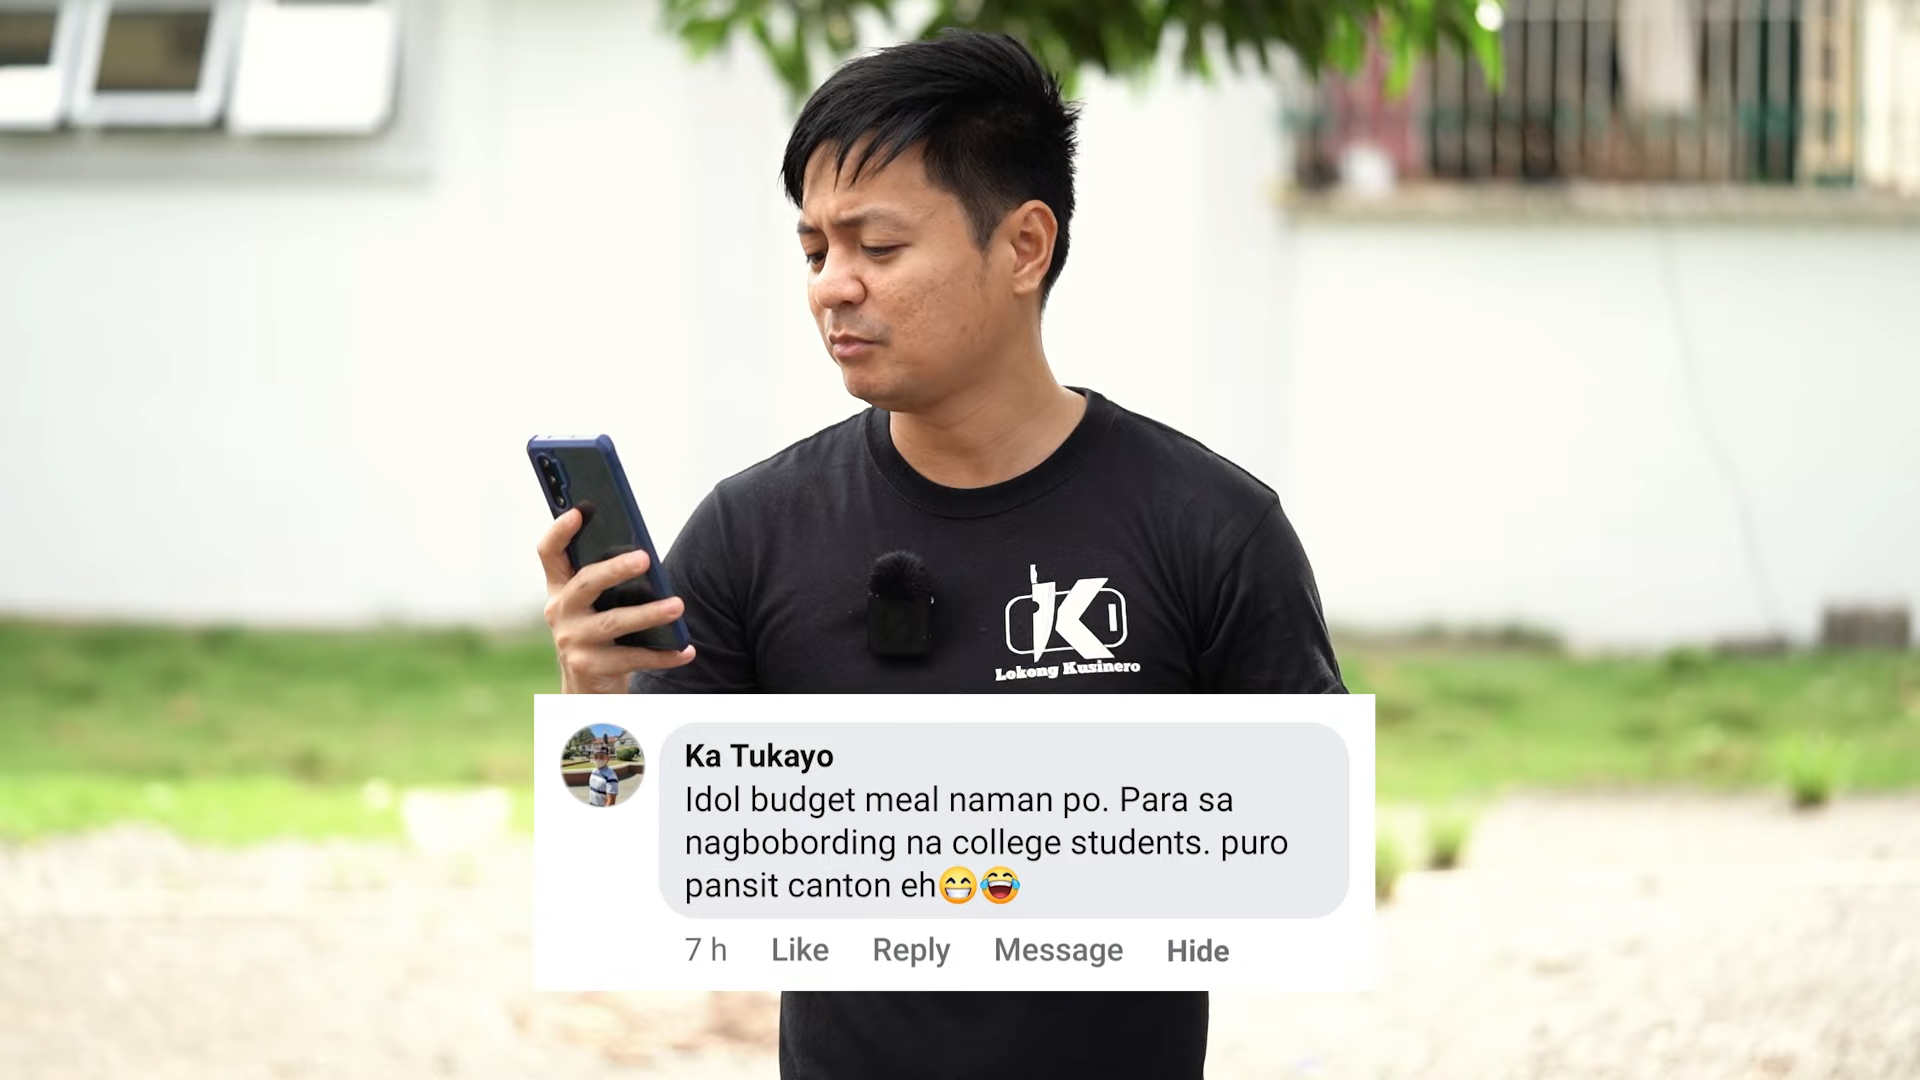 K
Lokong Kusinero
Ka Tukayo
Idol budget meal naman po. Para sa
nagbobording na college students. puro
pansit canton eh😁😂
7 h Like Reply Message Hide